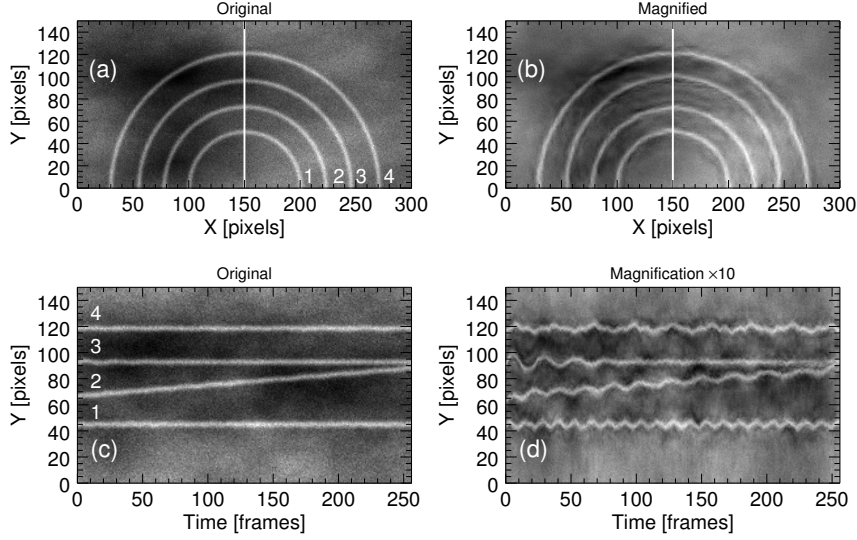 Original
Y [pixels]
140
120
100
80
60
40
20
0
(a)
1 2 3 4
0 50 100 150 200 250 300
X [pixels]
Magnified
Y [pixels]
140
120
100
80
60
40
20
0
(b)
0 50 100 150 200 250 300
X [pixels]
Original
Y [pixels]
140
120
100
80
60
40
20
0
4
3
2
1
(c)
0 50 100 150 200 250
Time [frames]
Magnification ×10
Y [pixels]
140
120
100
80
60
40
20
0
(d)
0 50 100 150 200 250
Time [frames]